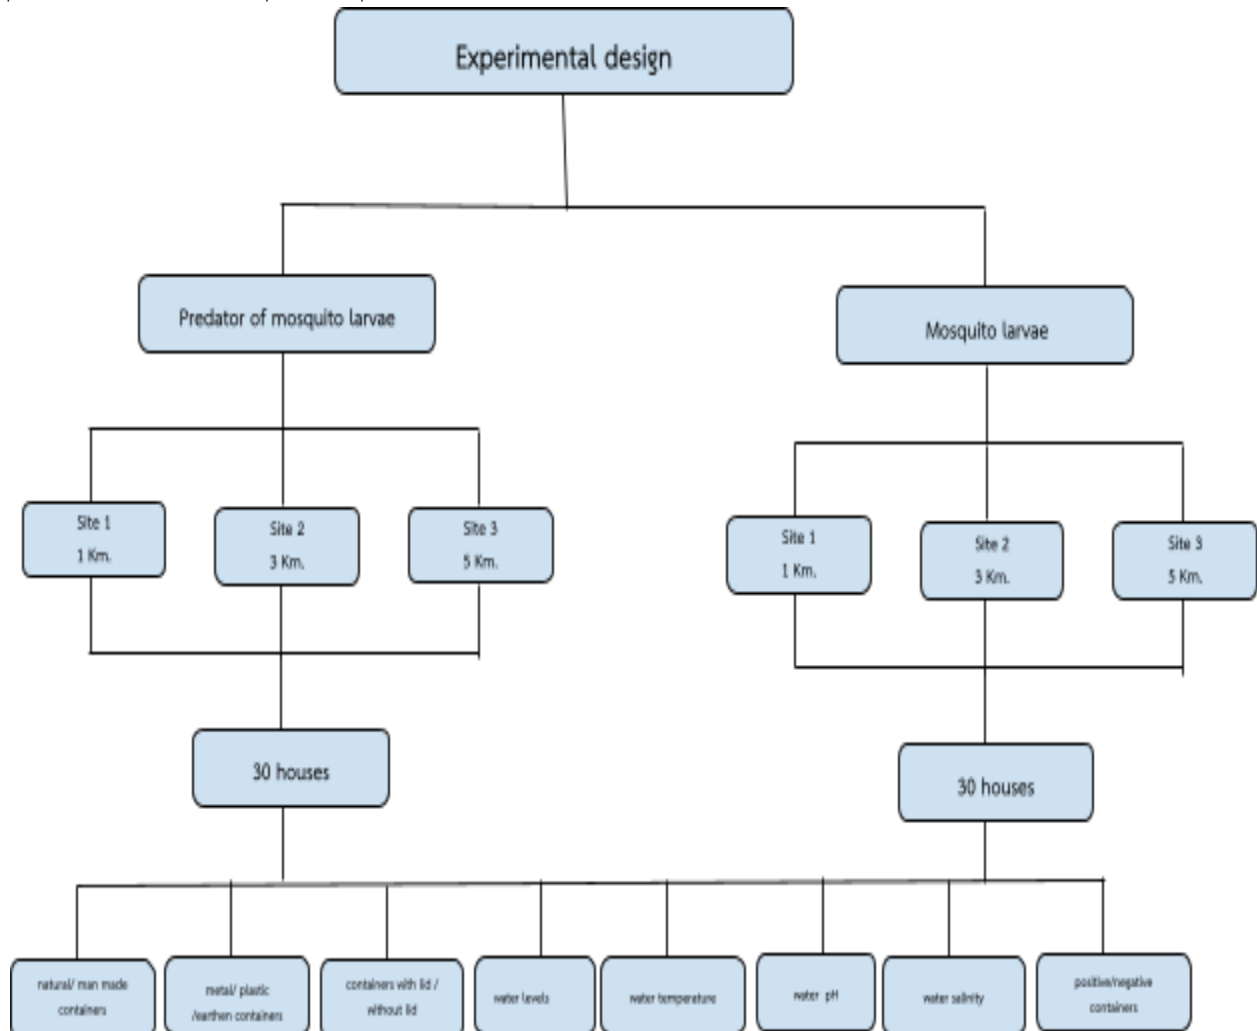 Experimental design
Predator of mosquito larvae
Mosquito larvae
Site 1
1 Km.
Site 2
3 Km.
Site 3
5 Km.
Site 1
1 Km.
Site 2
3 Km.
Site 3
5 Km.
30 houses
30 houses
natural/ man made
containers
metal/ plastic
/earthen containers
containers with lid /
without lid
water levels
water temperature
water pH
water salinity
positive/negative
containers